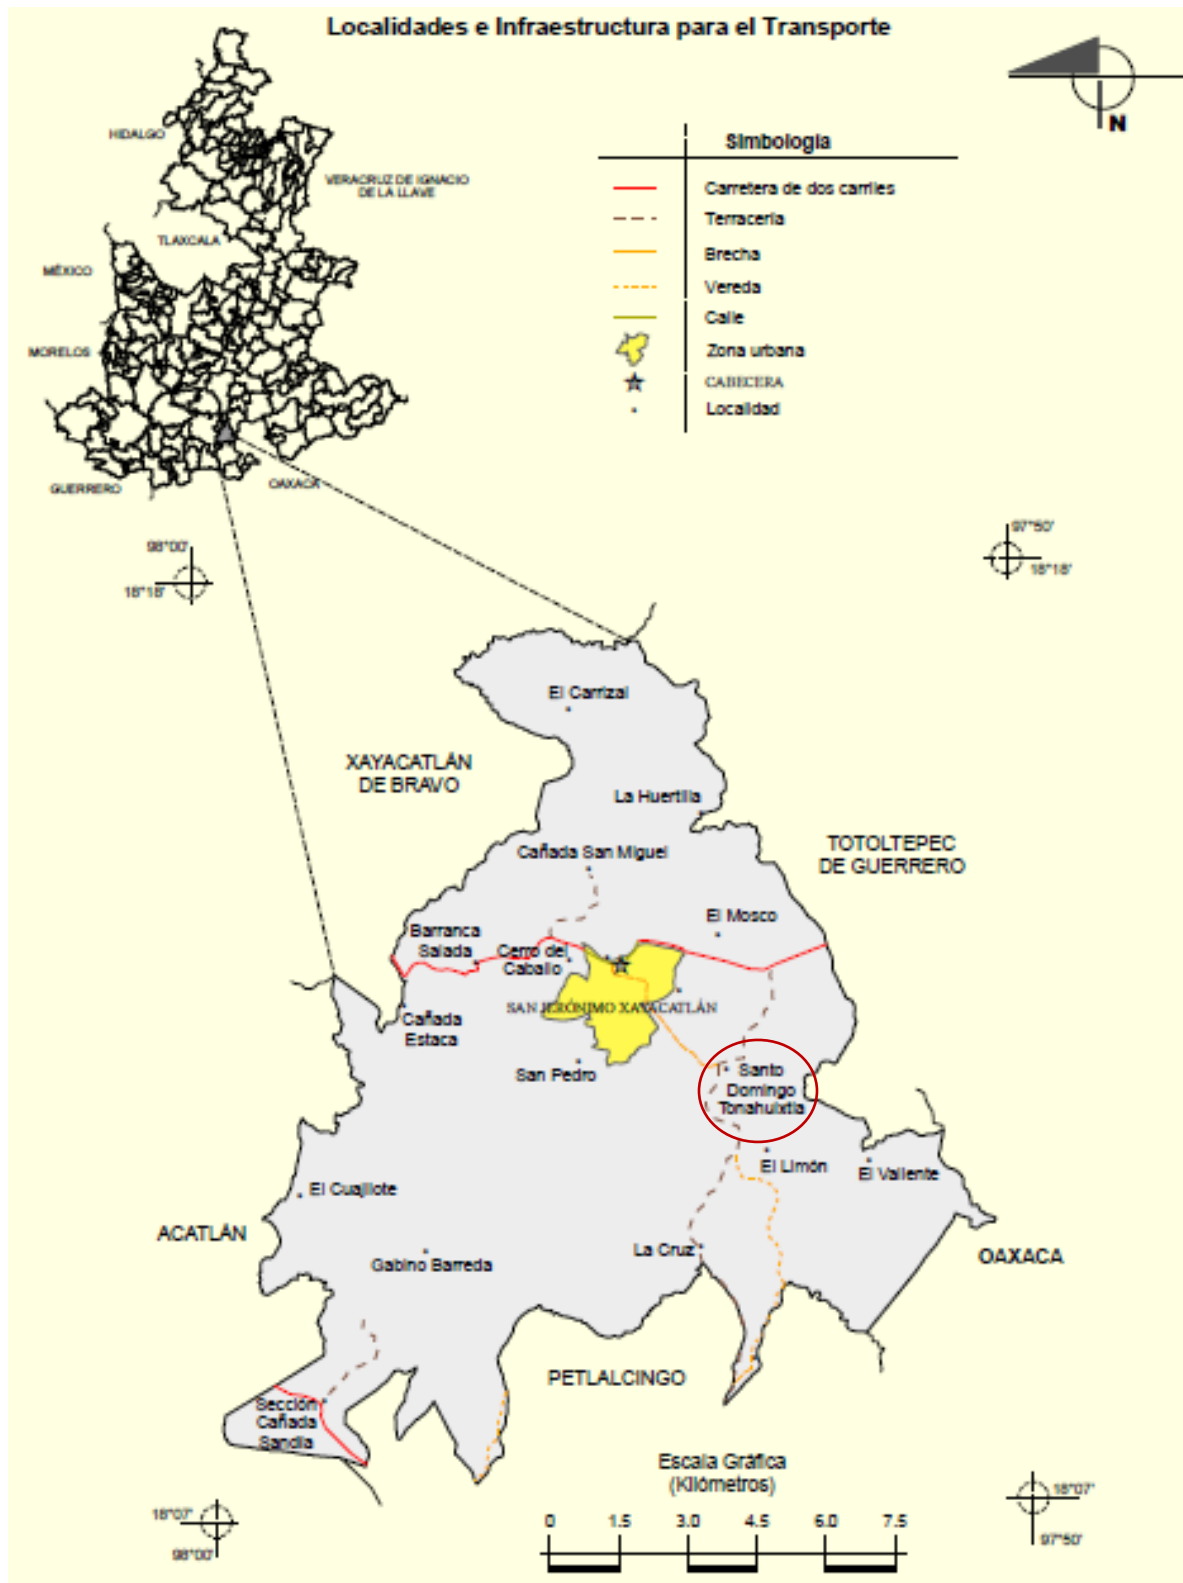 Localidades e Infraestructura para el Transporte
N
HIDALGO
VERACRUZ DE IGNACIO
DE LA LLAVE
TLAXCALA
MÉXICO
MORELOS
GUERRERO
OAXACA
Simbología
Carretera de dos carriles
Terracería
Brecha
Vereda
Calle
Zona urbana
CABECERA
Localidad
98°00'
18°18'
97°50'
18°18'
El Carrizal
XAYACATLÁN
DE BRAVO
La Huertilla
TOTOLTEPEC
DE GUERRERO
Cañada San Miguel
El Mosco
Barranca
Salada
Cerro del
Caballo
SAN JERÓNIMO XAYACATLÁN
Cañada
Estaca
San Pedro
Santo
Domingo
Tonahuixtla
El Limón
El Valiente
El Cuajilote
ACATLÁN
La Cruz
OAXACA
Gabino Barreda
PETLALCINGO
Sección
Cañada
Sandía
Escala Gráfica
(Kilómetros)
0 1.5 3.0 4.5 6.0 7.5
18°07'
98°00'
18°07'
97°50'